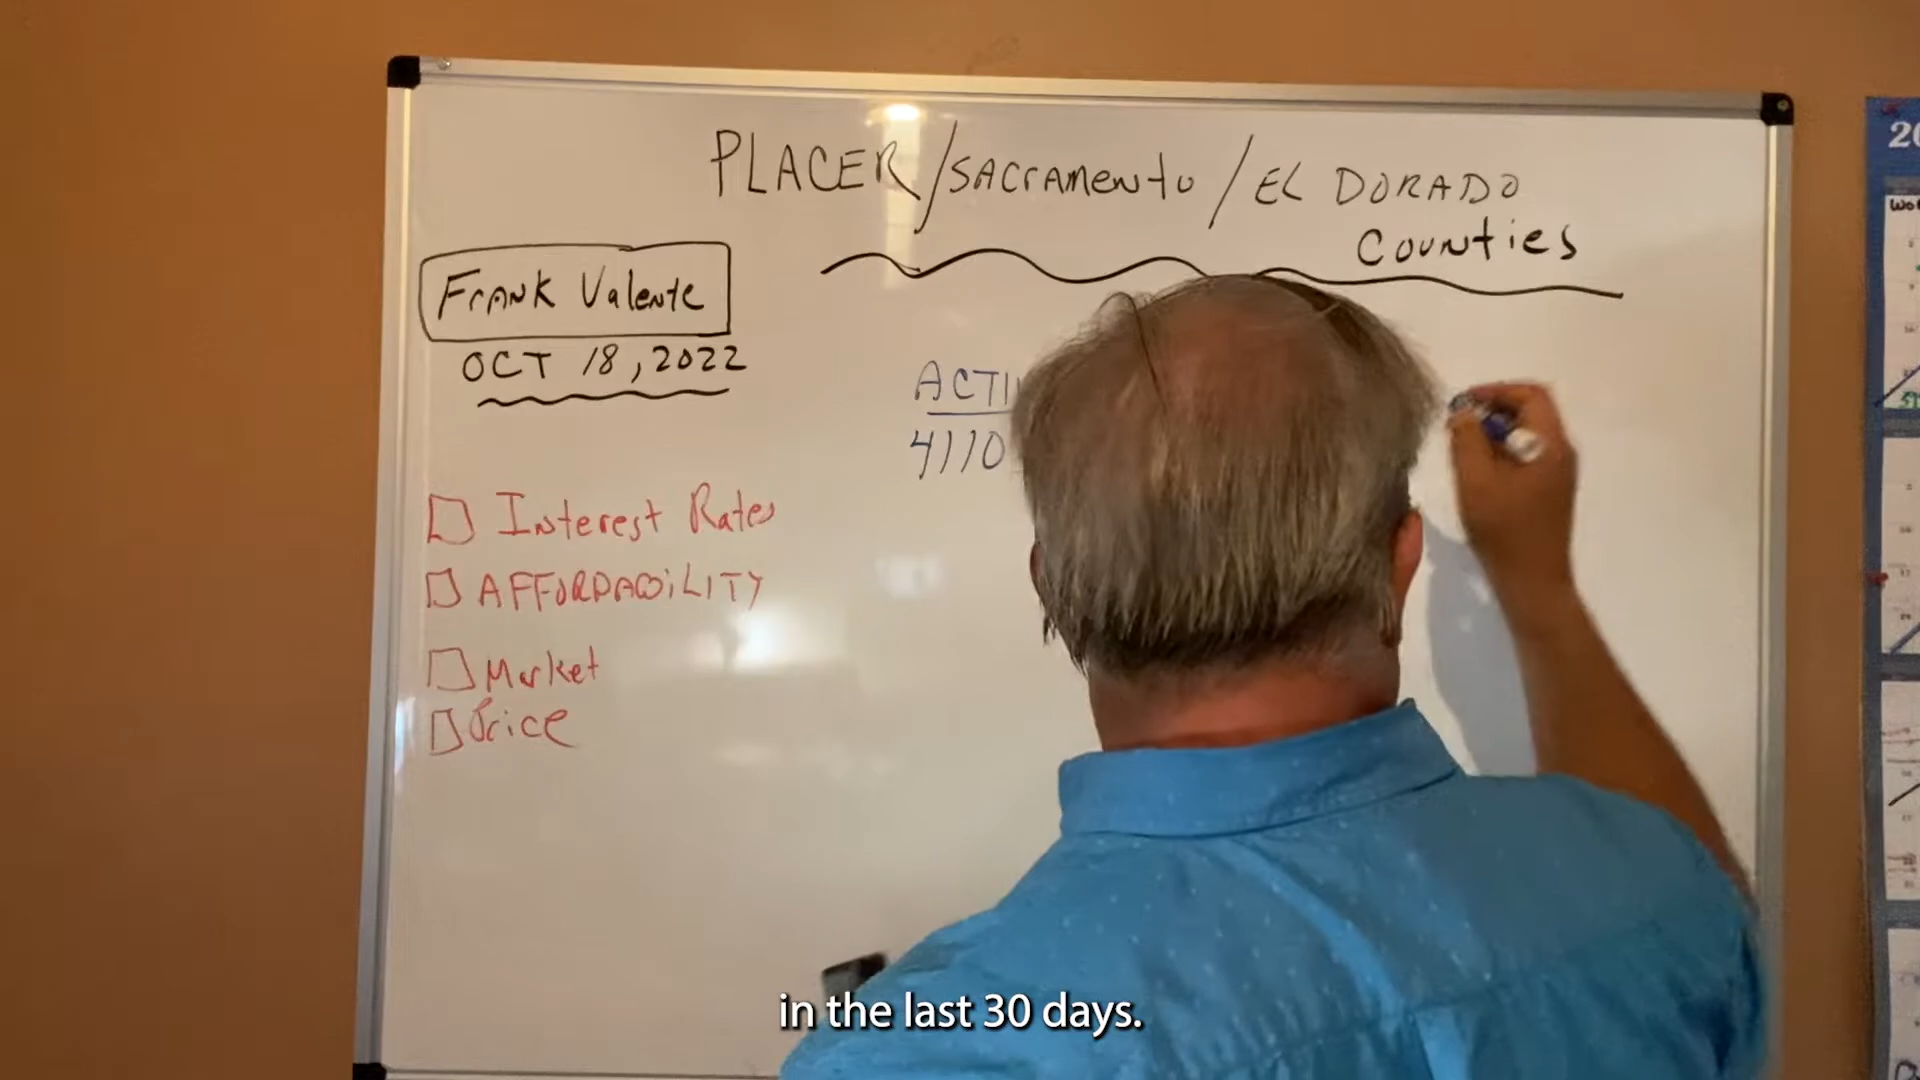 PLACER/SACramento/EL DORADO
Counties
Frank Valente
OCT 18, 2022
ACTI
4110
Interest Rates
AFFORDABILITY
Market
Price
in the last 30 days.